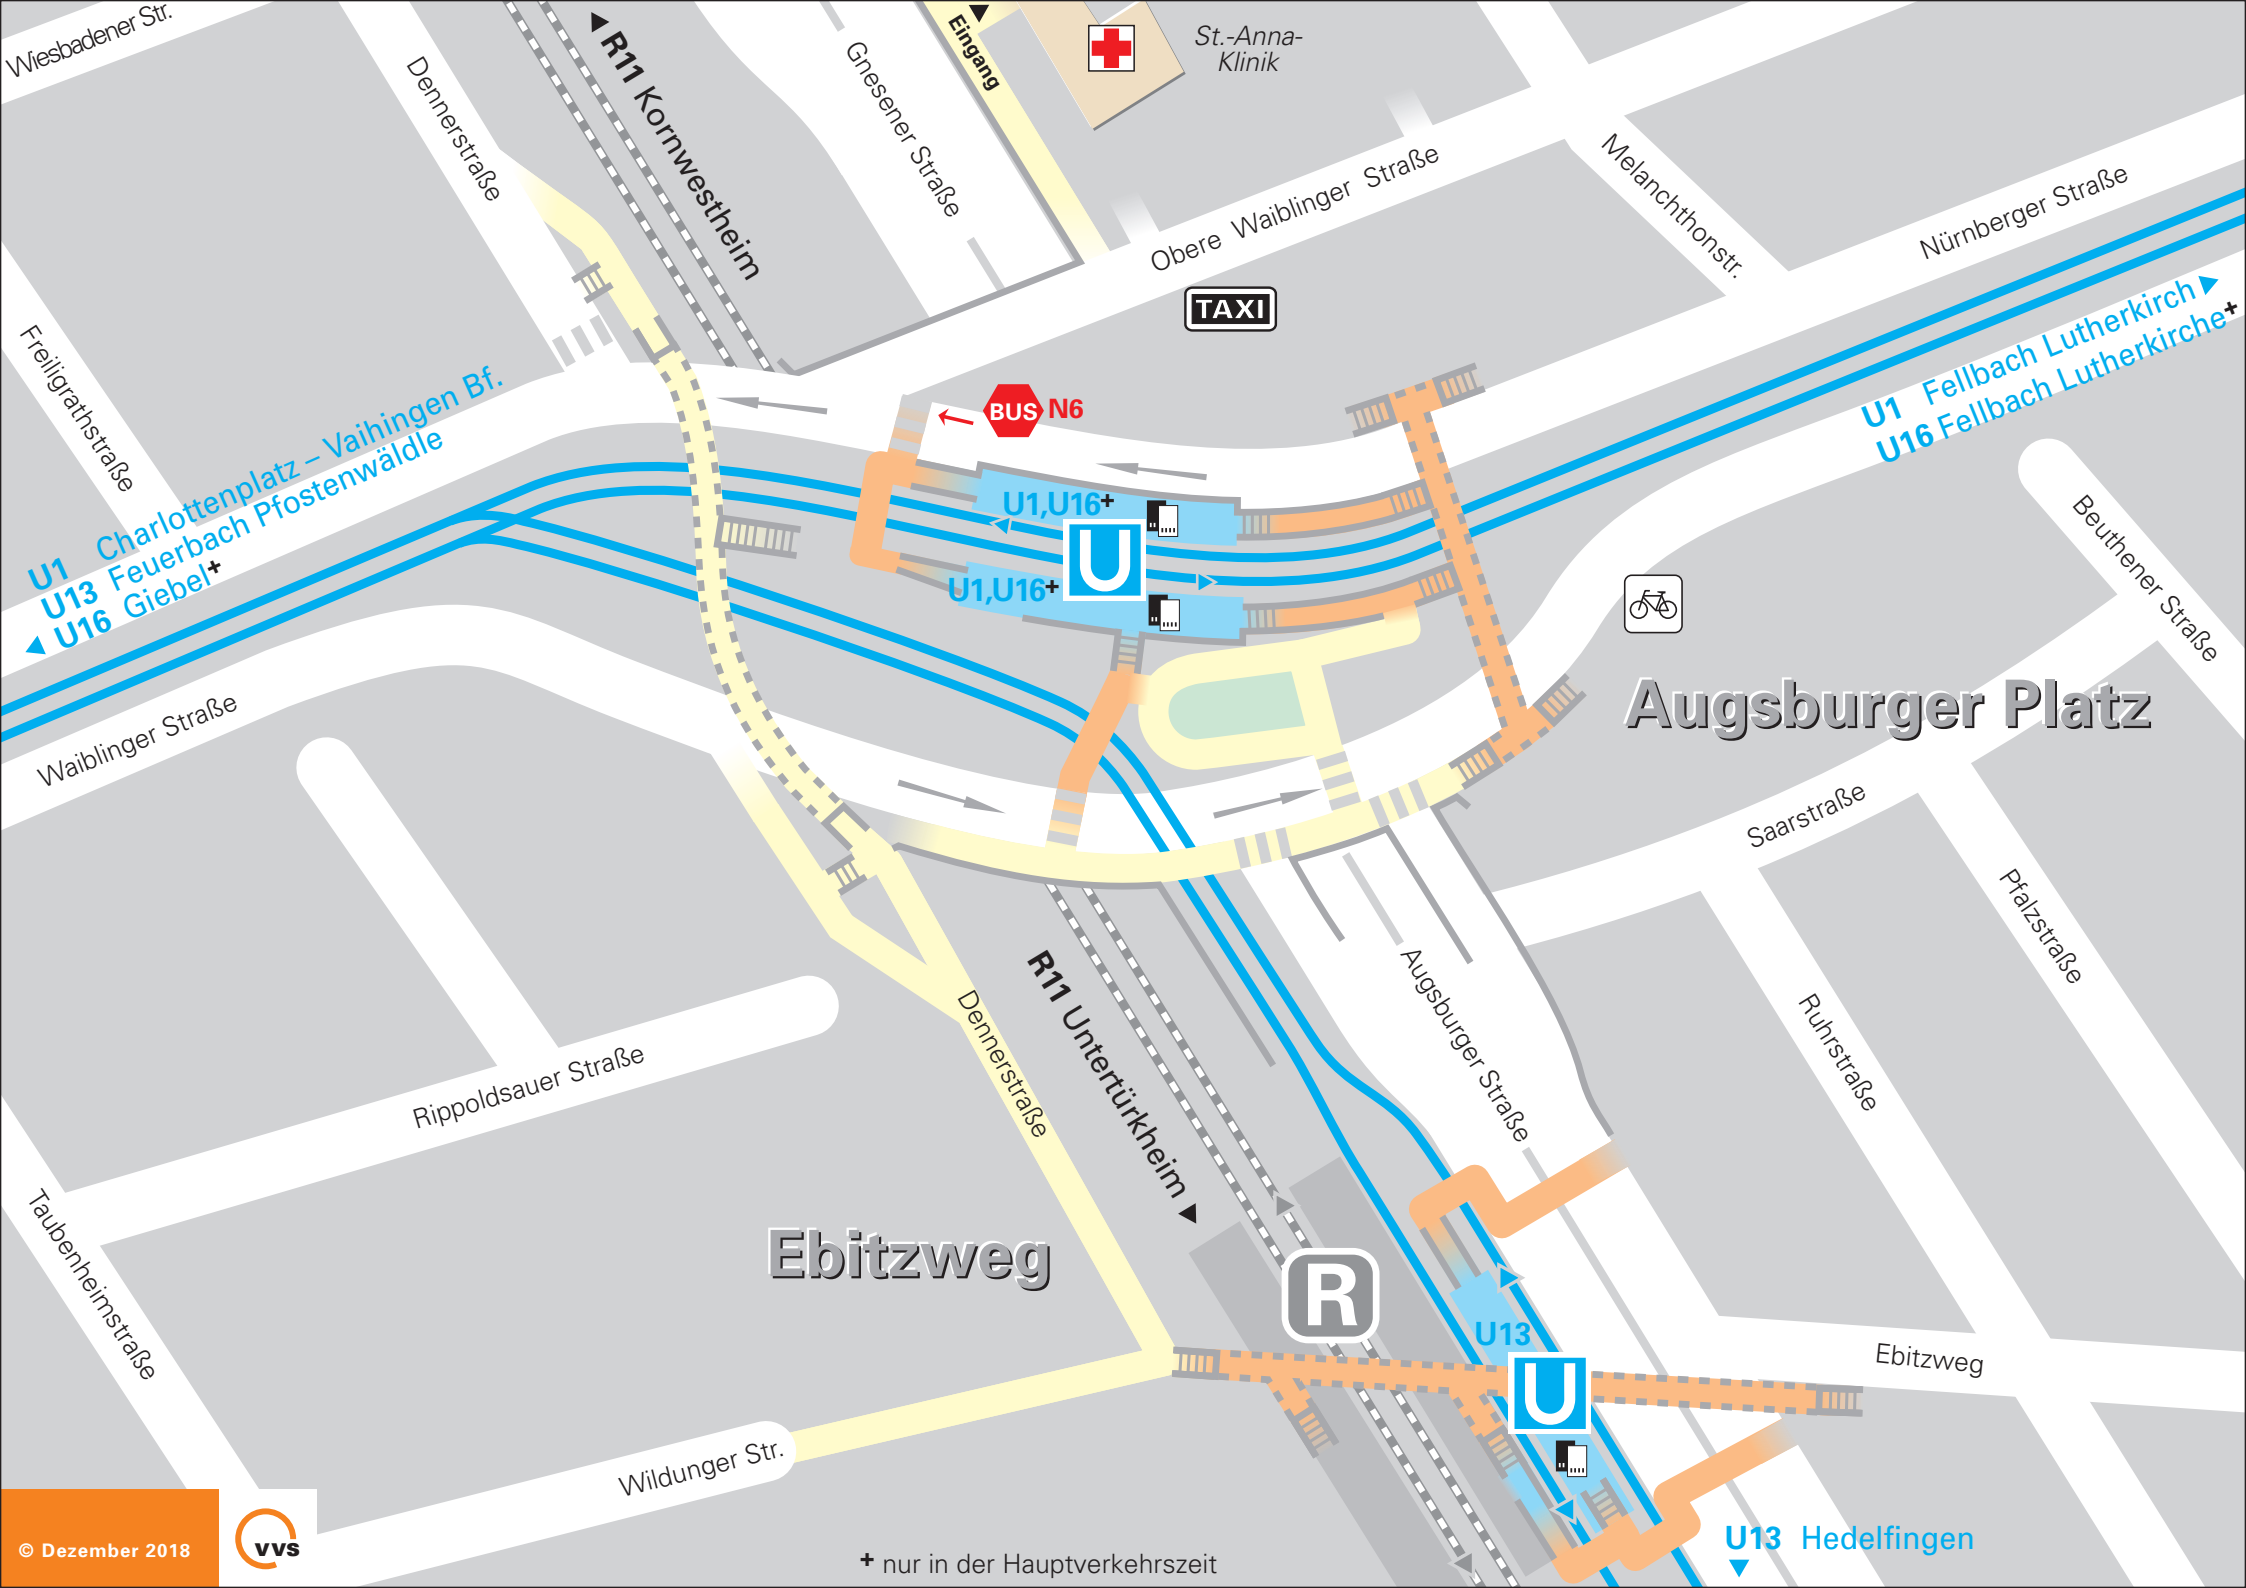 Wiesbadener Str.
Dennerstraße
R11 Kornwestheim
Gnesener Straße
Eingang
St.-Anna-
Klinik
Obere Waiblinger Straße
Melanchthonstr.
Nürnberger Straße
TAXI
U1 Fellbach Lutherkirch
U16 Fellbach Lutherkirche+
Freiligrathstraße
U1 Charlottenplatz – Vaihingen Bf.
U13 Feuerbach Pfostenwäldle
U16 Giebel+
BUS N6
U1,U16+
U
U1,U16+
Beuthener Straße
Augsburger Platz
Waiblinger Straße
Saarstraße
Pfalzstraße
Ruhrstraße
Augsburger Straße
R11 Untertürkheim
Dennerstraße
Rippoldsauer Straße
Taubenheimstraße
Ebitzweg
R
U13
U
Ebitzweg
Wildunger Str.
U13 Hedelfingen
© Dezember 2018
vvs
+ nur in der Hauptverkehrszeit